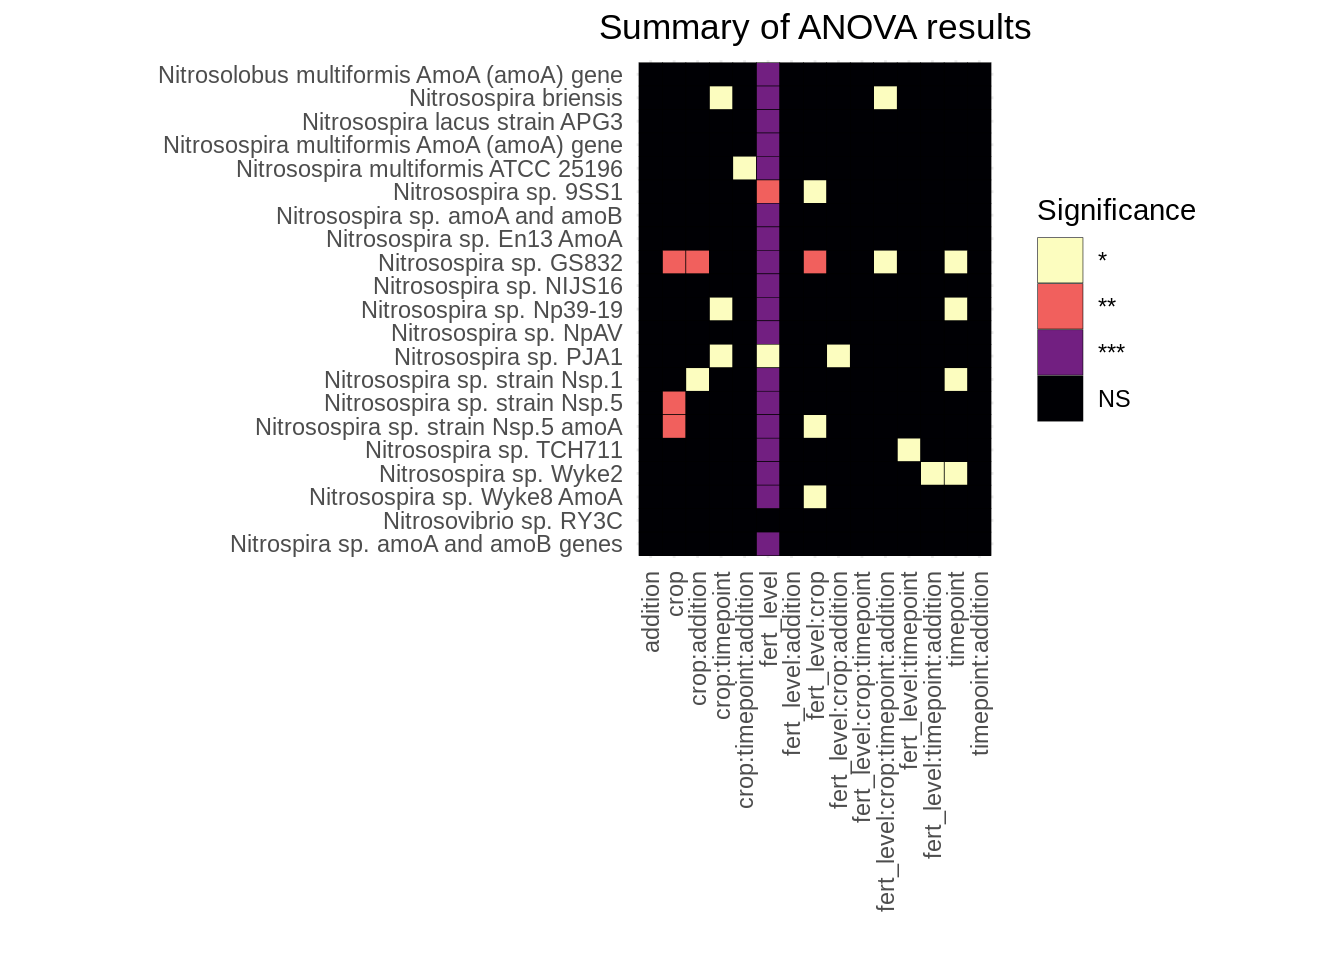 Summary of ANOVA results
Nitrosolobus multiformis AmoA (amoA) gene
Nitrosospira briensis
Nitrosospira lacus strain APG3
Nitrosospira multiformis AmoA (amoA) gene
Nitrosospira multiformis ATCC 25196
Nitrosospira sp. 9SS1
Nitrosospira sp. amoA and amoB
Nitrosospira sp. En13 AmoA
Nitrosospira sp. GS832
Nitrosospira sp. NIJS16
Nitrosospira sp. Np39-19
Nitrosospira sp. NpAV
Nitrosospira sp. PJA1
Nitrosospira sp. strain Nsp.1
Nitrosospira sp. strain Nsp.5
Nitrosospira sp. strain Nsp.5 amoA
Nitrosospira sp. TCH711
Nitrosospira sp. Wyke2
Nitrosospira sp. Wyke8 AmoA
Nitrosovibrio sp. RY3C
Nitrospira sp. amoA and amoB genes
addition
crop
crop:addition
crop:timepoint
crop:timepoint:addition
fert_level
fert_level:addition
fert_level:crop
fert_level:crop:addition
fert_level:crop:timepoint
fert_level:crop:timepoint:addition
fert_level:timepoint
fert_level:timepoint:addition
timepoint
timepoint:addition
Significance
*
**
***
NS